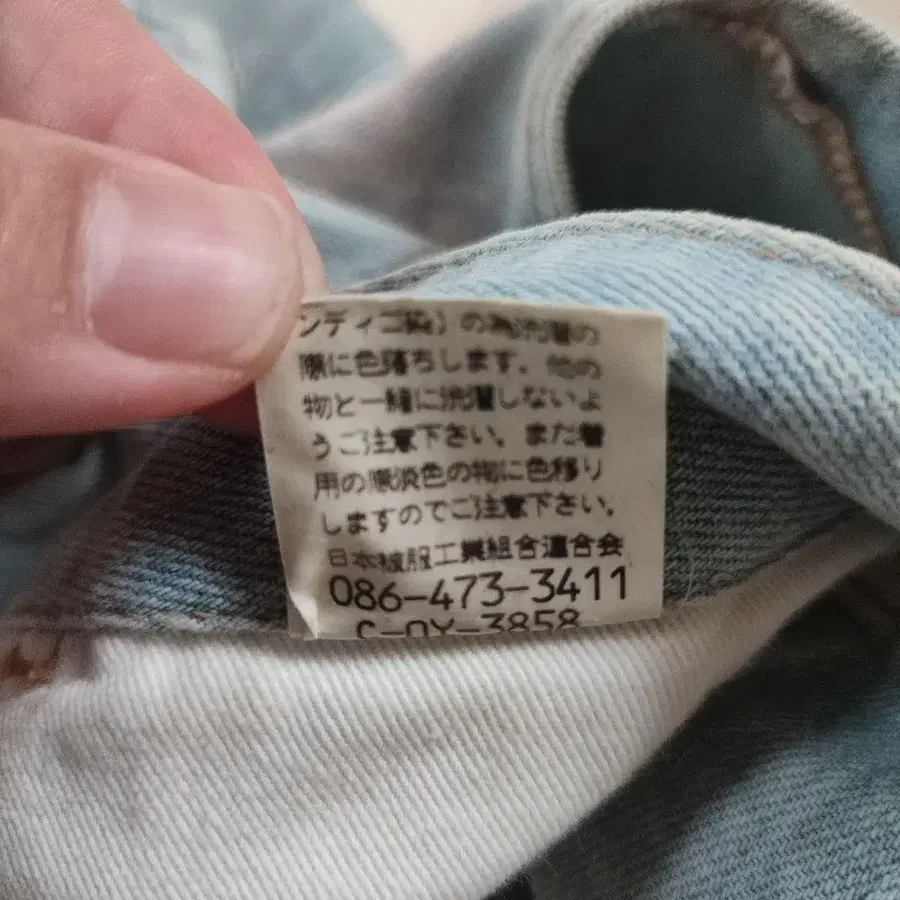 ンディゴ染)の為洗濯の
際に色落ちします。他の
物と一緒に洗濯しないよ
うご注意下さい。また着
用の際淡色の物に色移り
しますのでご注意下さい。
日本被服工業組合連合会
086-473-3411
C-OY-3858